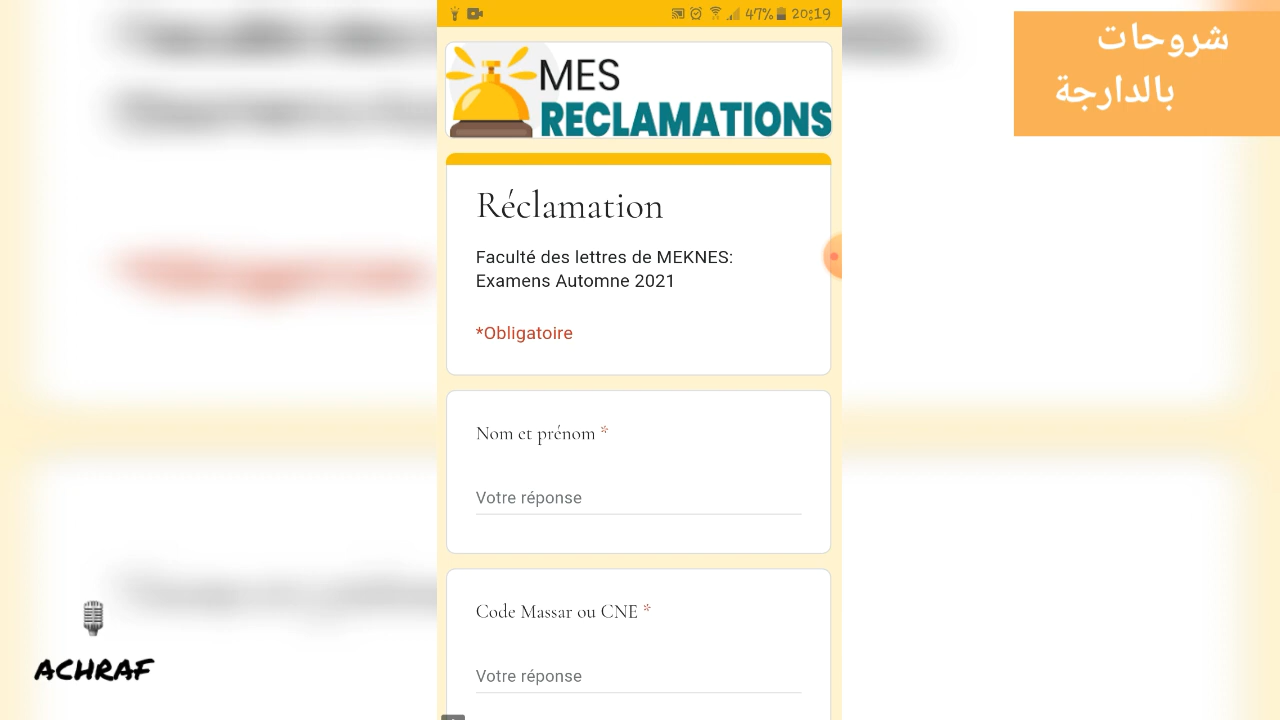 47% 20:19
شروحات
بالدارجة
MES
RECLAMATIONS
Réclamation
Faculté des lettres de MEKNES:
Examens Automne 2021
*Obligatoire
Nom et prénom *
Votre réponse
Code Massar ou CNE *
Votre réponse
ACHRAF